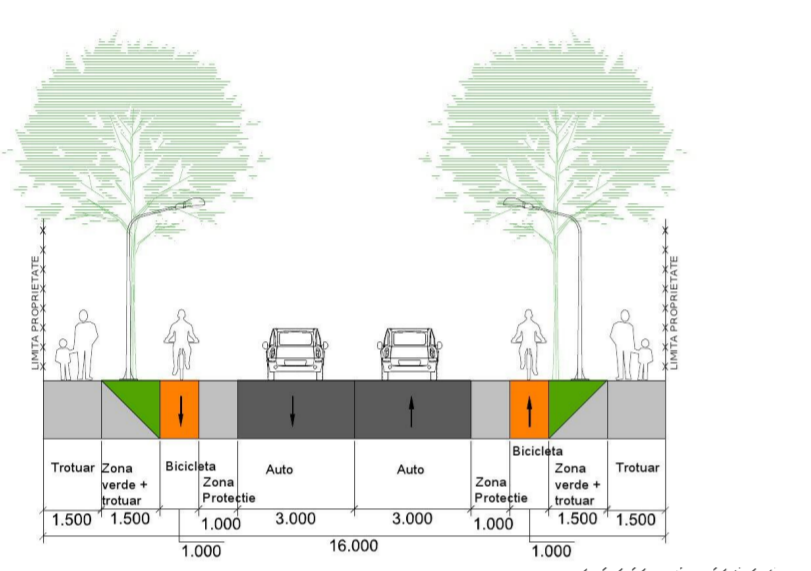 LIMITA PROPRIETATE
LIMITA PROPRIETATE
Trotuar
Zona
verde +
trotuar
Bicicleta
Zona
Protectie
Auto
Auto
Zona
Protectie
Bicicleta
Zona
verde +
trotuar
Trotuar
1.500
1.500
1.000
1.000
3.000
3.000
1.000
1.000
1.500
1.500
16.000